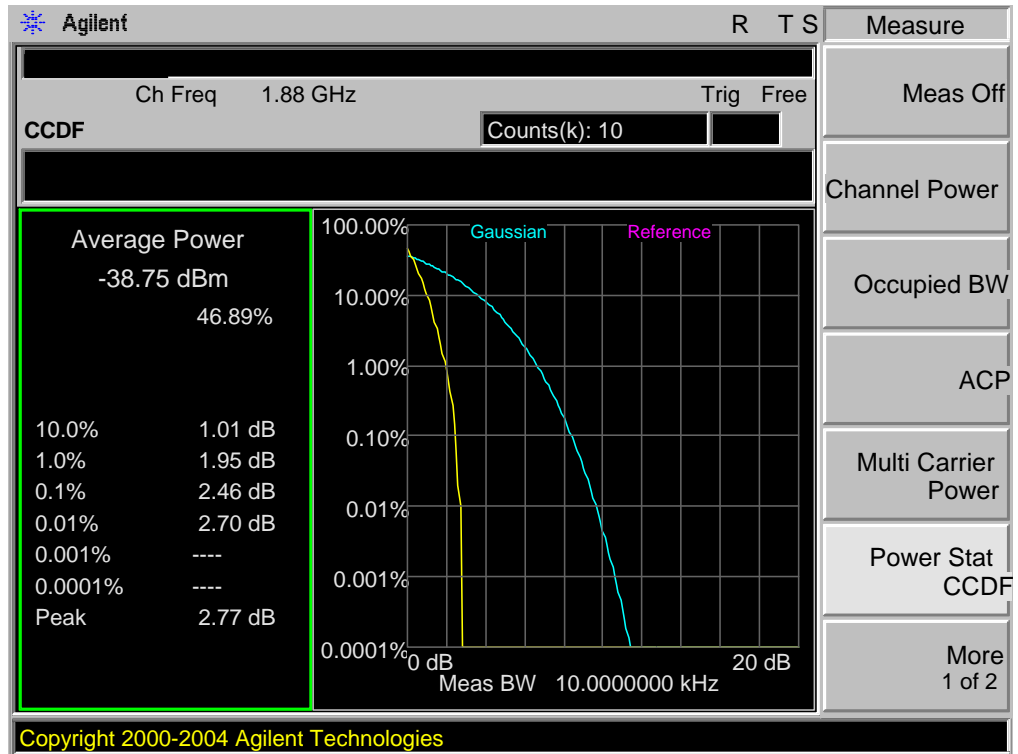 Agilent R T S Measure
Ch Freq 1.88 GHz Trig Free
Meas Off
CCDF Counts(k): 10
Channel Power
Average Power
-38.75 dBm
46.89%
10.0% 1.01 dB
1.0% 1.95 dB
0.1% 2.46 dB
0.01% 2.70 dB
0.001% ----
0.0001% ----
Peak 2.77 dB
100.00% Gaussian Reference
10.00%
1.00%
0.10%
0.01%
0.001%
0.0001%
0 dB 20 dB
Meas BW 10.0000000 kHz
Occupied BW
ACP
Multi Carrier
Power
Power Stat
CCDF
More
1 of 2
Copyright 2000-2004 Agilent Technologies